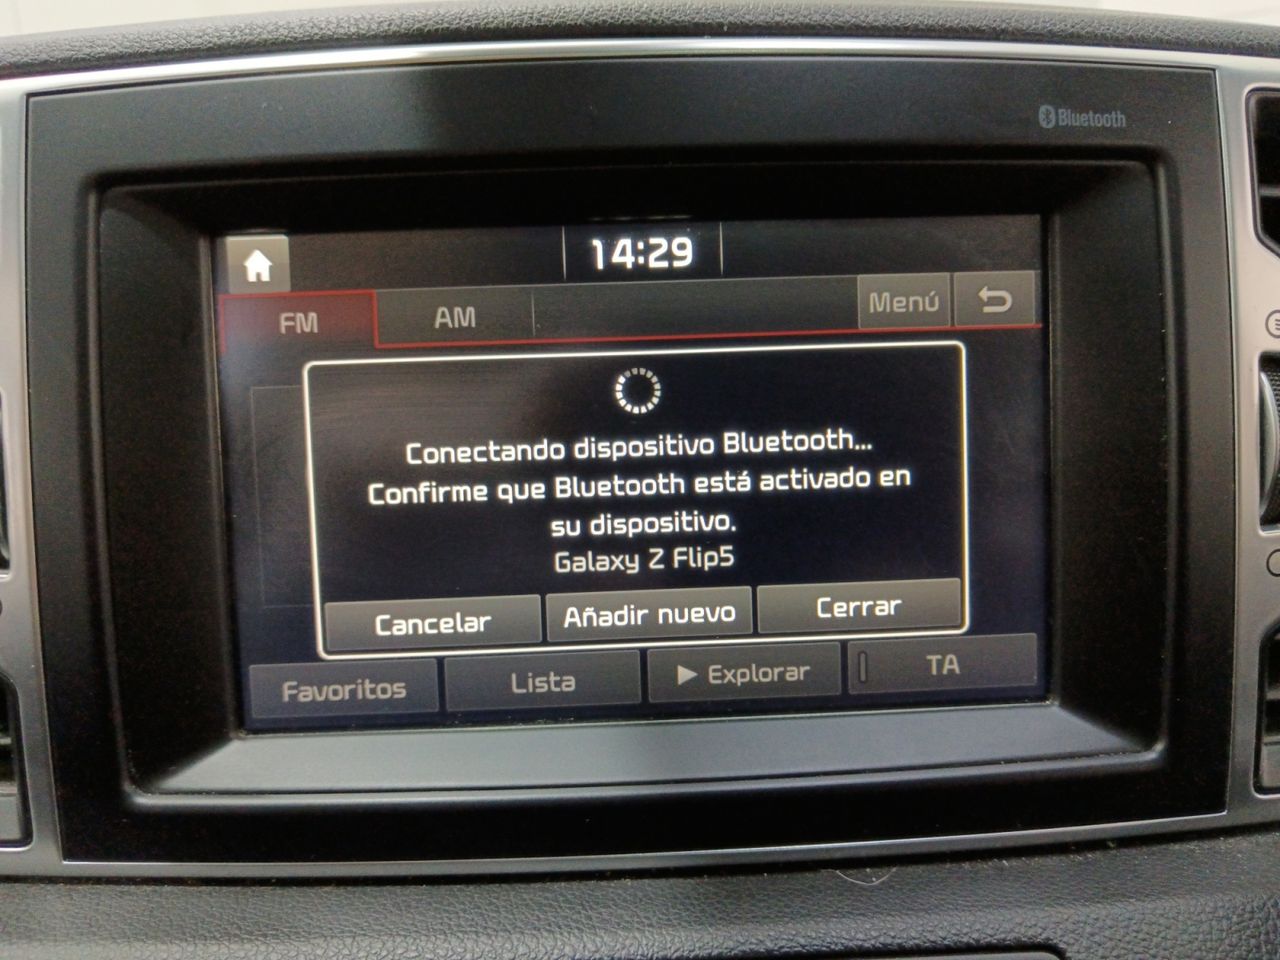 Bluetooth
14:29
FM
AM
Menú
Conectando dispositivo Bluetooth...
Confirme que Bluetooth está activado en
su dispositivo.
Galaxy Z Flip5
Cancelar
Añadir nuevo
Cerrar
Favoritos
Lista
Explorar
TA